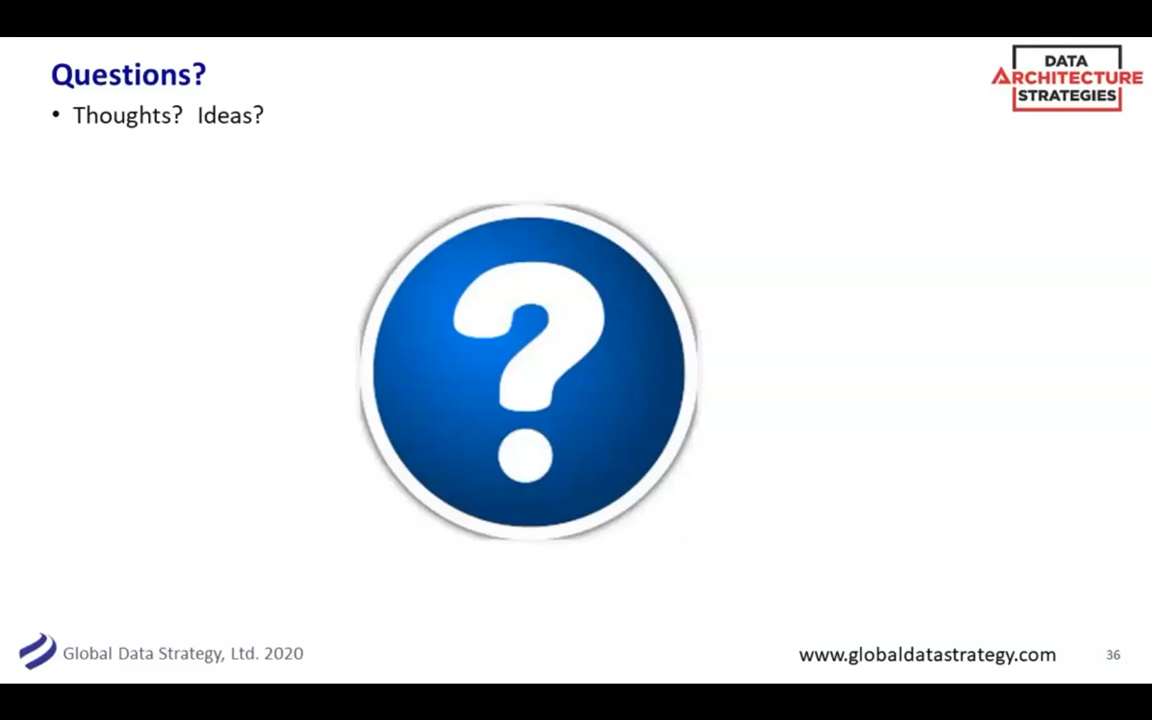 Questions?
DATA
ARCHITECTURE
STRATEGIES
• Thoughts?  Ideas?
?
Global Data Strategy, Ltd. 2020
www.globaldatastrategy.com
36